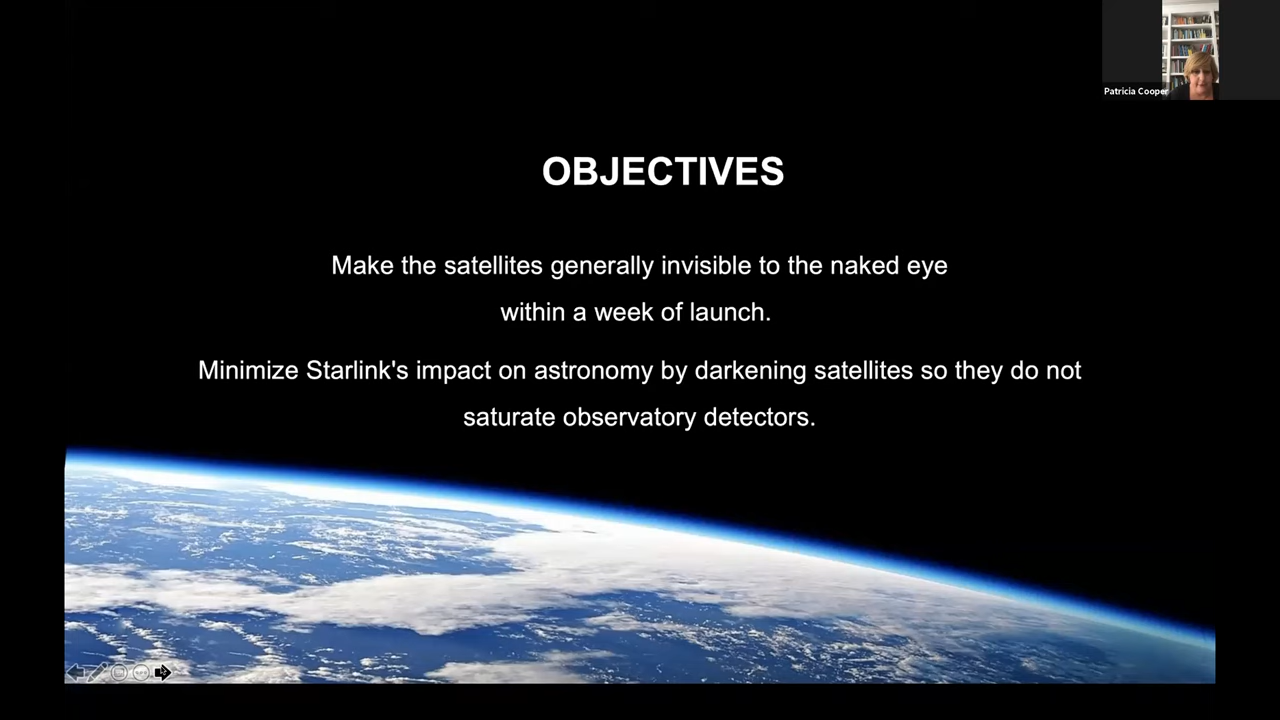 Patricia Cooper
OBJECTIVES
Make the satellites generally invisible to the naked eye
within a week of launch.
Minimize Starlink's impact on astronomy by darkening satellites so they do not
saturate observatory detectors.